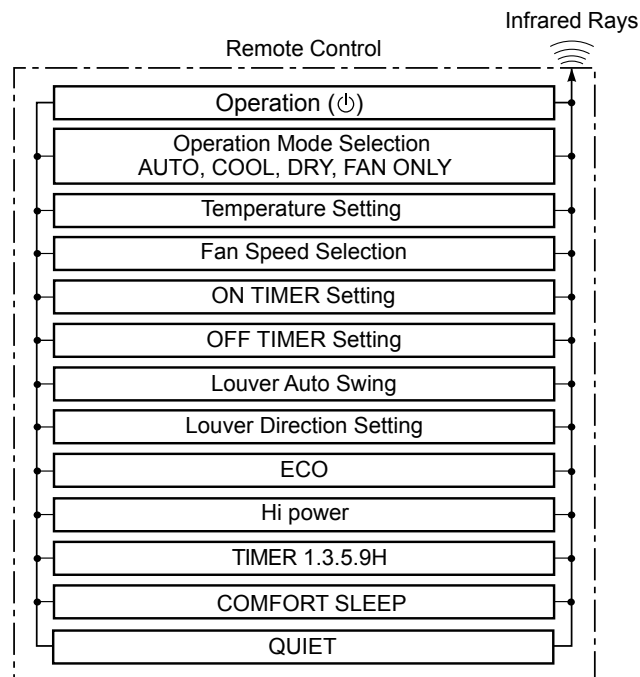 Infrared Rays
Remote Control
Operation (⏻)
Operation Mode Selection
AUTO, COOL, DRY, FAN ONLY
Temperature Setting
Fan Speed Selection
ON TIMER Setting
OFF TIMER Setting
Louver Auto Swing
Louver Direction Setting
ECO
Hi power
TIMER 1.3.5.9H
COMFORT SLEEP
QUIET